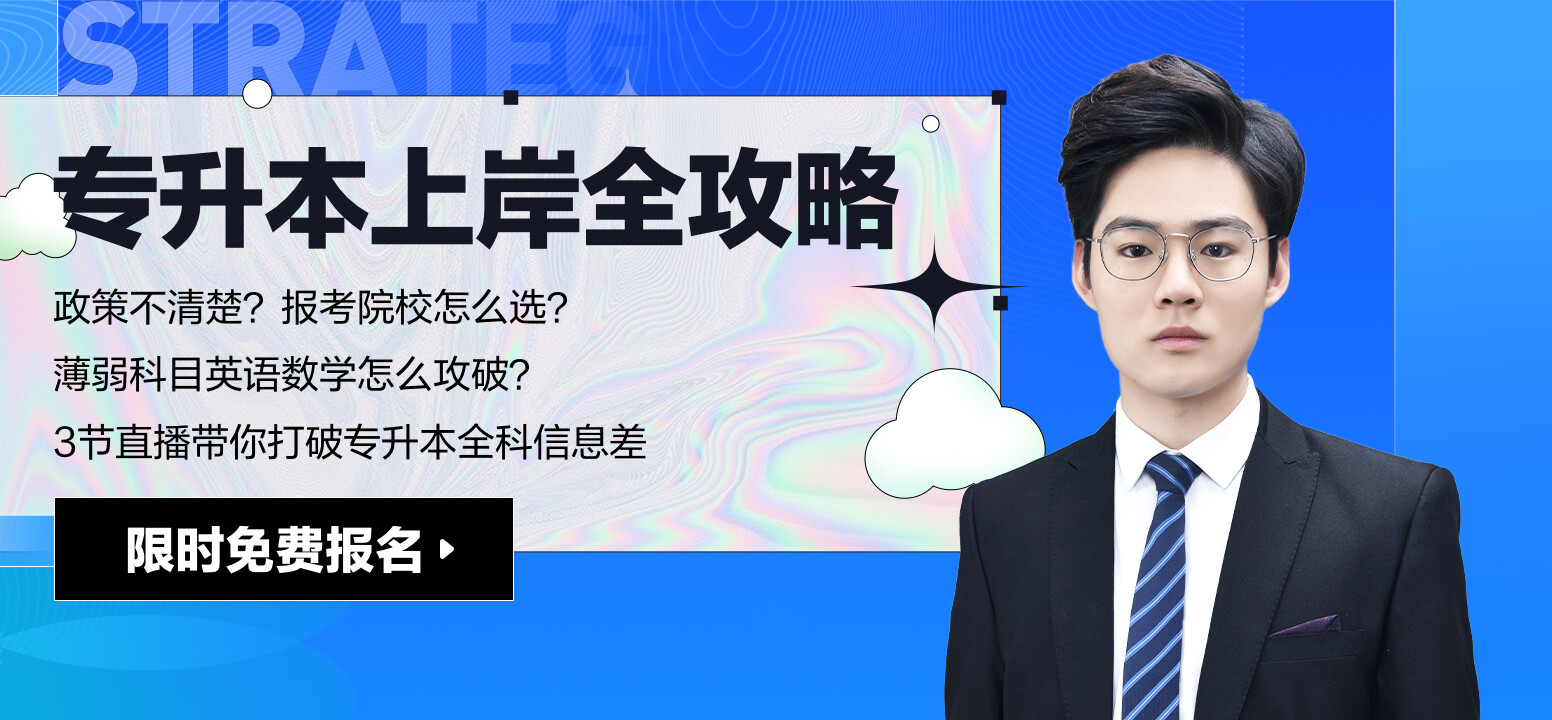 STRATEG
专升本上岸全攻略
政策不清楚？报考院校怎么选？
薄弱科目英语数学怎么攻破？
3节直播带你打破专升本全科信息差
限时免费报名